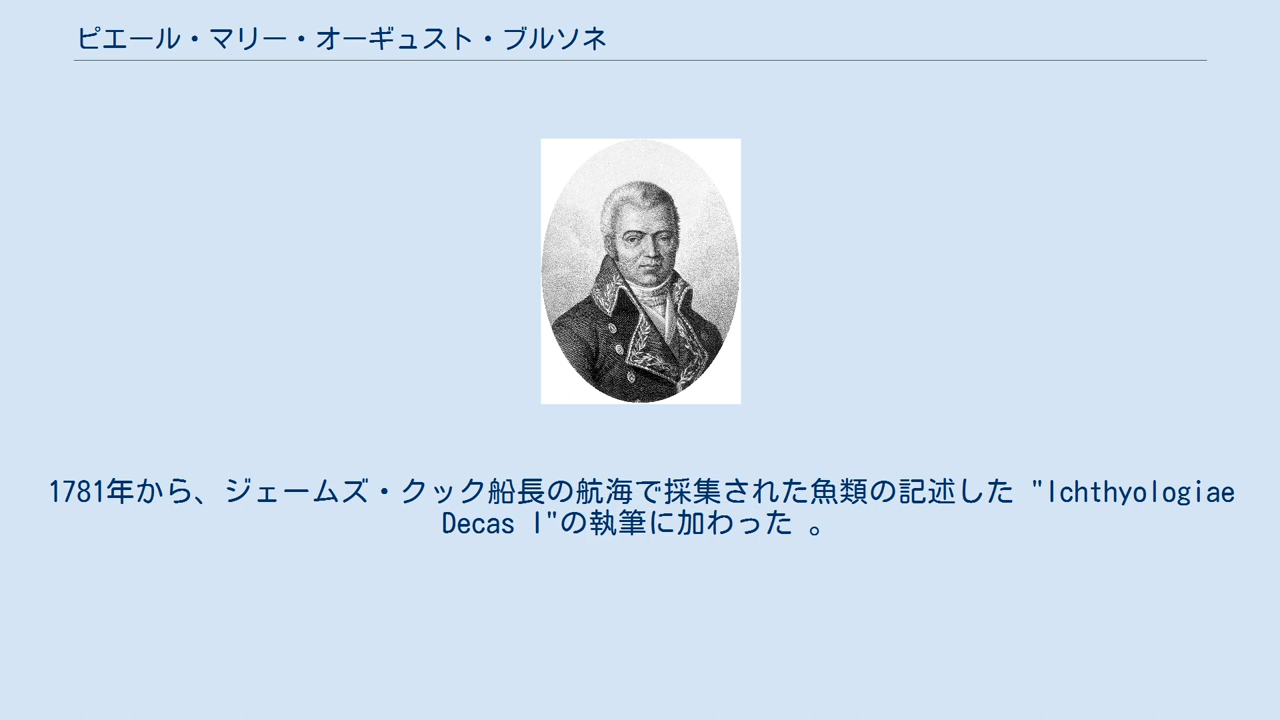 ピエール・マリー・オーギュスト・ブルソネ
1781年から、ジェームズ・クック船長の航海で採集された魚類の記述した "Ichthyologiae
Decas I"の執筆に加わった 。